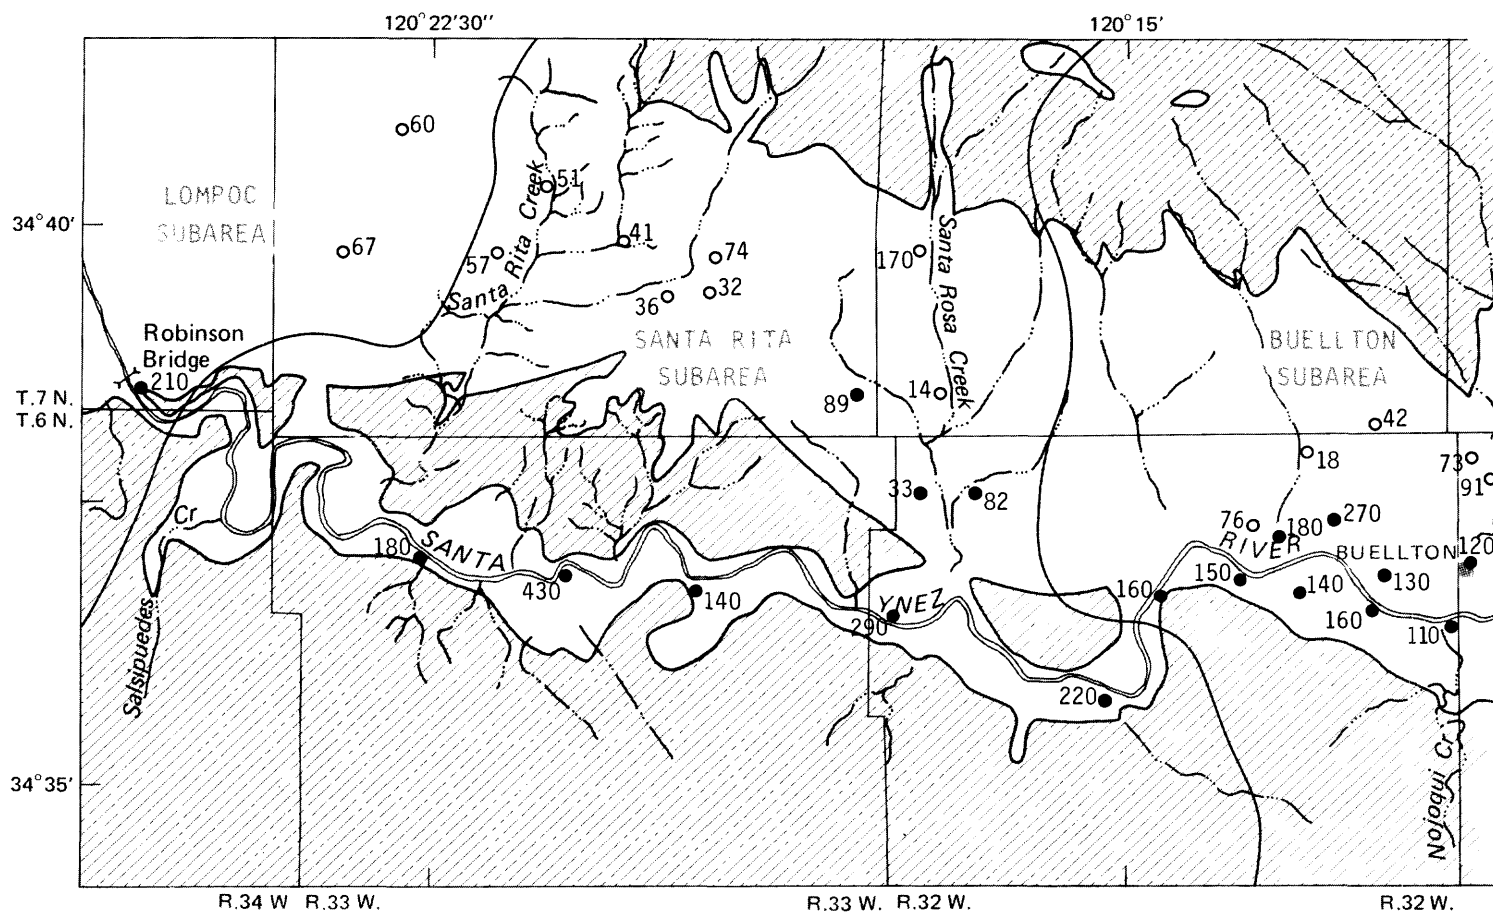 120°22'30''
120°15'
60
LOMPOC
SUBAREA
51
Santa Rita Creek
34°40'
67
57
41
74
170
Santa Rosa Creek
36
32
Robinson
Bridge
210
SANTA RITA
SUBAREA
BUELLTON
SUBAREA
T.7 N.
T.6 N.
89
14
42
18
73
91
33
82
Cr
Salsipuedes
180
SANTA
YNEZ
RIVER
76
180
270
BUELLTON
120
430
140
290
160
150
140
130
160
110
220
34°35'
Nojoqui Cr
R.34 W
R.33 W.
R.33 W.
R.32 W.
R.32 W.